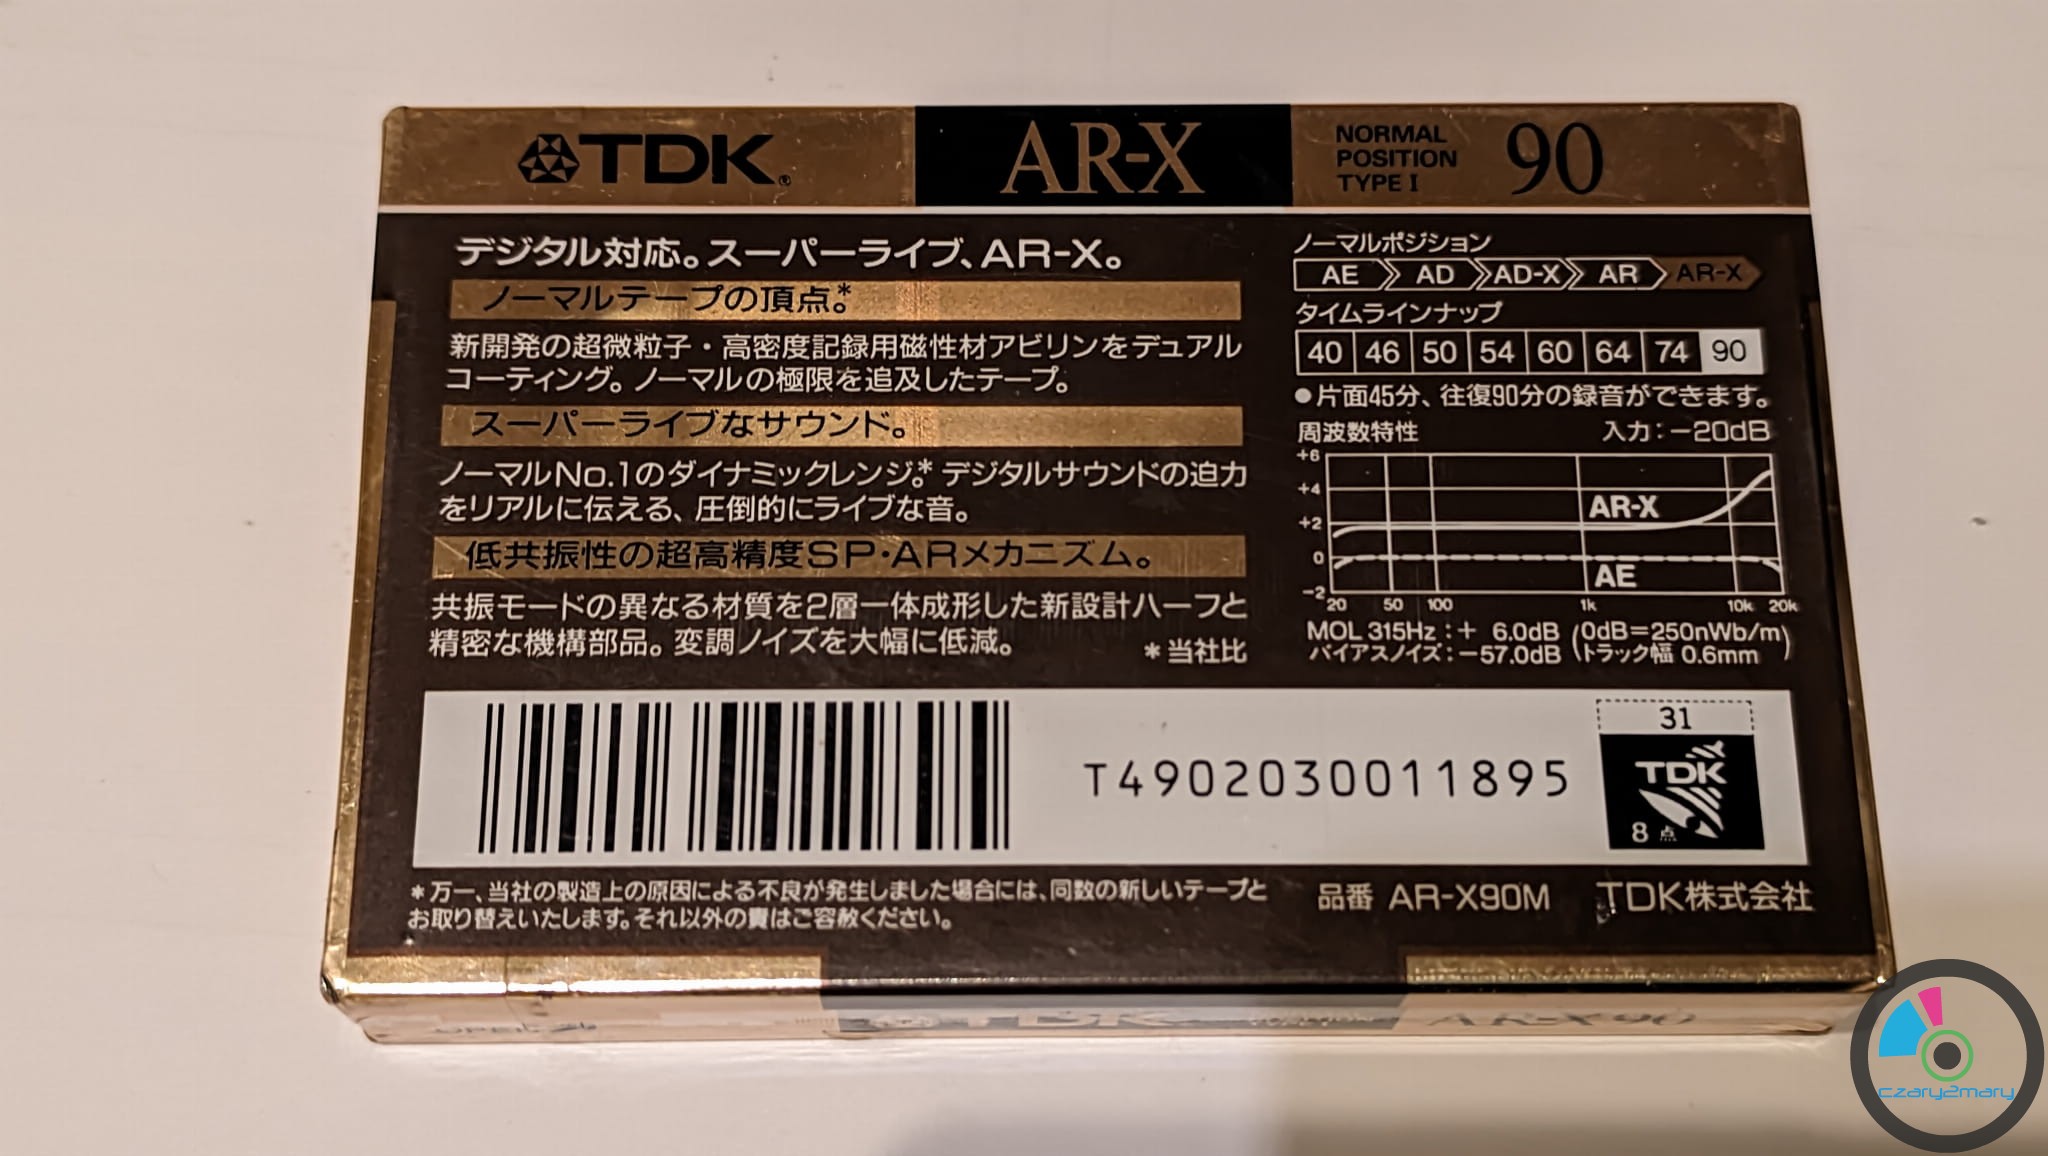 TDK®
AR-X
NORMAL
POSITION
TYPE I
90
デジタル対応。スーパーライブ、AR-X。
ノーマルテープの頂点。*
新開発の超微粒子・高密度記録用磁性材アビリンをデュアル
コーティング。ノーマルの極限を追及したテープ。
スーパーライブなサウンド。
ノーマルNo.1のダイナミックレンジ。* デジタルサウンドの迫力
をリアルに伝える、圧倒的にライブな音。
低共振性の超高精度SP・ARメカニズム。
共振モードの異なる材質を2層一体成形した新設計ハーフと
精密な機構部品。変調ノイズを大幅に低減。
*当社比
ノーマルポジション
AE AD AD-X AR AR-X
タイムラインナップ
40 46 50 54 60 64 74 90
●片面45分、往復90分の録音ができます。
周波数特性 入力:-20dB
+6
+4
+2
0
-2
AR-X
AE
20 50 100 1k 10k 20k
MOL 315Hz:+ 6.0dB (0dB=250nWb/m
バイアスノイズ:-57.0dB トラック幅 0.6mm)
T4902030011895
31
TDK
8点
*万一、当社の製造上の原因による不良が発生しました場合には、同数の新しいテープと
お取り替えいたします。それ以外の責はご容赦ください。
品番 AR-X90M TDK株式会社
OPEN
TDK
AR-X90
czary2mary